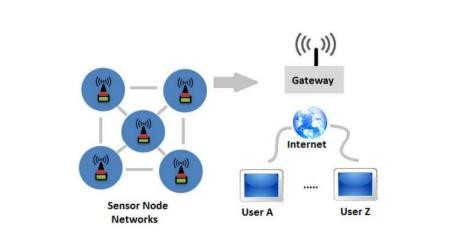 Gateway
Internet
Sensor Node
Networks
User A
.....
User Z